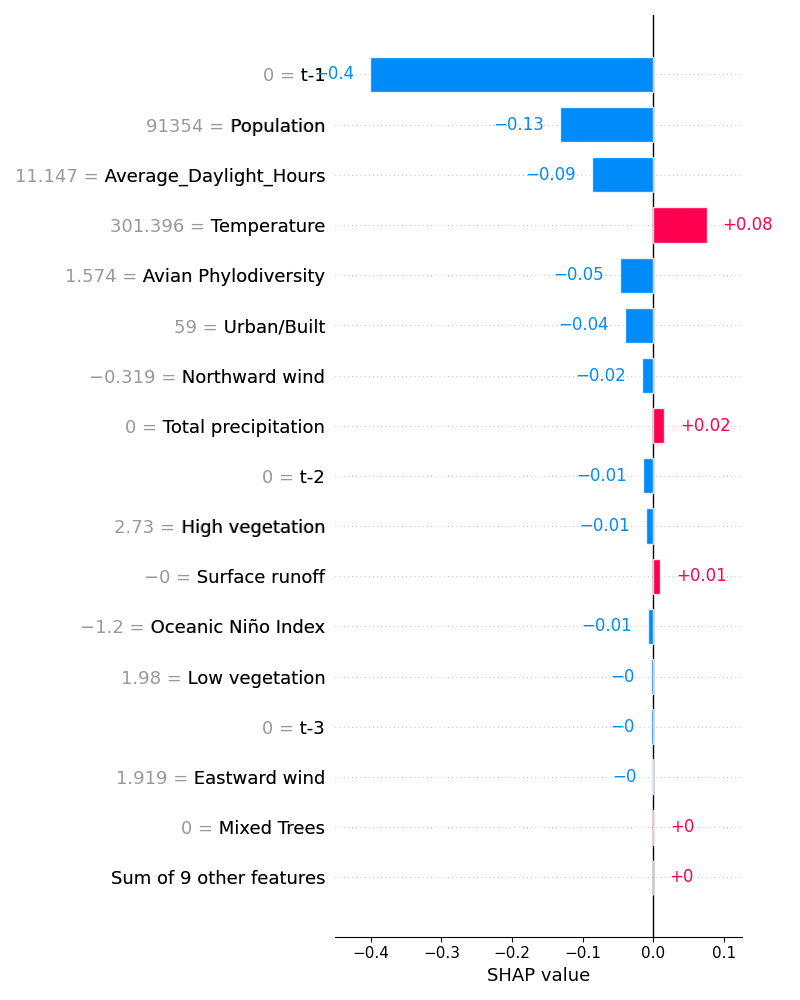 0 = t-1 −0.4
91354 = Population −0.13
11.147 = Average_Daylight_Hours −0.09
301.396 = Temperature +0.08
1.574 = Avian Phylodiversity −0.05
59 = Urban/Built −0.04
−0.319 = Northward wind −0.02
0 = Total precipitation +0.02
0 = t-2 −0.01
2.73 = High vegetation −0.01
−0 = Surface runoff +0.01
−1.2 = Oceanic Niño Index −0.01
1.98 = Low vegetation −0
0 = t-3 −0
1.919 = Eastward wind −0
0 = Mixed Trees +0
Sum of 9 other features +0
−0.4 −0.3 −0.2 −0.1 0.0 0.1
SHAP value